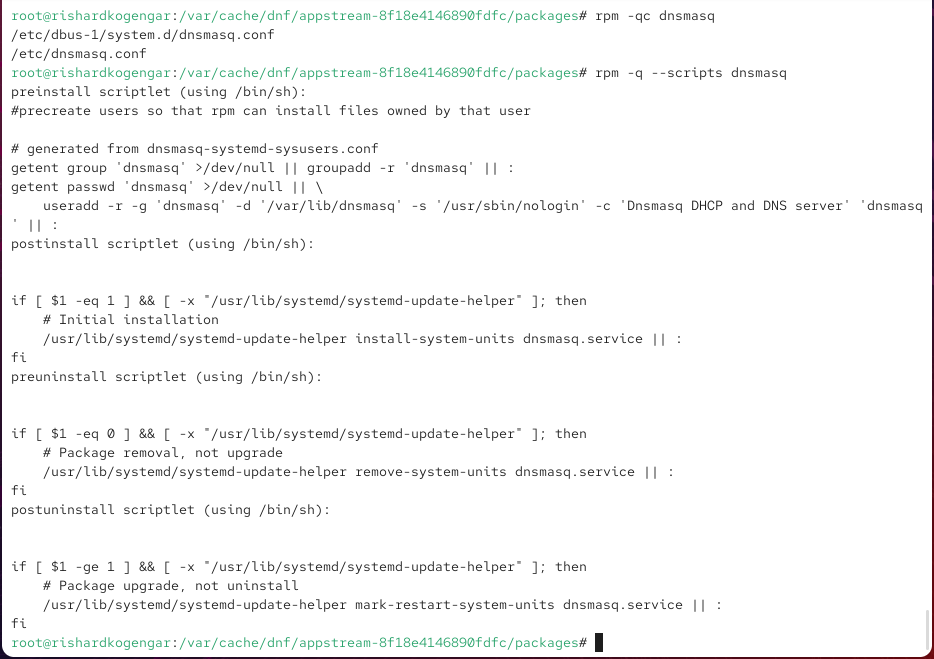 root@rishardkogengar:/var/cache/dnf/appstream-8f18e4146890fdfc/packages# rpm -qc dnsmasq
/etc/dbus-1/system.d/dnsmasq.conf
/etc/dnsmasq.conf
root@rishardkogengar:/var/cache/dnf/appstream-8f18e4146890fdfc/packages# rpm -q --scripts dnsmasq
preinstall scriptlet (using /bin/sh):
#precreate users so that rpm can install files owned by that user

# generated from dnsmasq-systemd-sysusers.conf
getent group 'dnsmasq' >/dev/null || groupadd -r 'dnsmasq' || :
getent passwd 'dnsmasq' >/dev/null || \
    useradd -r -g 'dnsmasq' -d '/var/lib/dnsmasq' -s '/usr/sbin/nologin' -c 'Dnsmasq DHCP and DNS server' 'dnsmasq
' || :
postinstall scriptlet (using /bin/sh):


if [ $1 -eq 1 ] && [ -x "/usr/lib/systemd/systemd-update-helper" ]; then
    # Initial installation
    /usr/lib/systemd/systemd-update-helper install-system-units dnsmasq.service || :
fi
preuninstall scriptlet (using /bin/sh):


if [ $1 -eq 0 ] && [ -x "/usr/lib/systemd/systemd-update-helper" ]; then
    # Package removal, not upgrade
    /usr/lib/systemd/systemd-update-helper remove-system-units dnsmasq.service || :
fi
postuninstall scriptlet (using /bin/sh):


if [ $1 -ge 1 ] && [ -x "/usr/lib/systemd/systemd-update-helper" ]; then
    # Package upgrade, not uninstall
    /usr/lib/systemd/systemd-update-helper mark-restart-system-units dnsmasq.service || :
fi
root@rishardkogengar:/var/cache/dnf/appstream-8f18e4146890fdfc/packages#